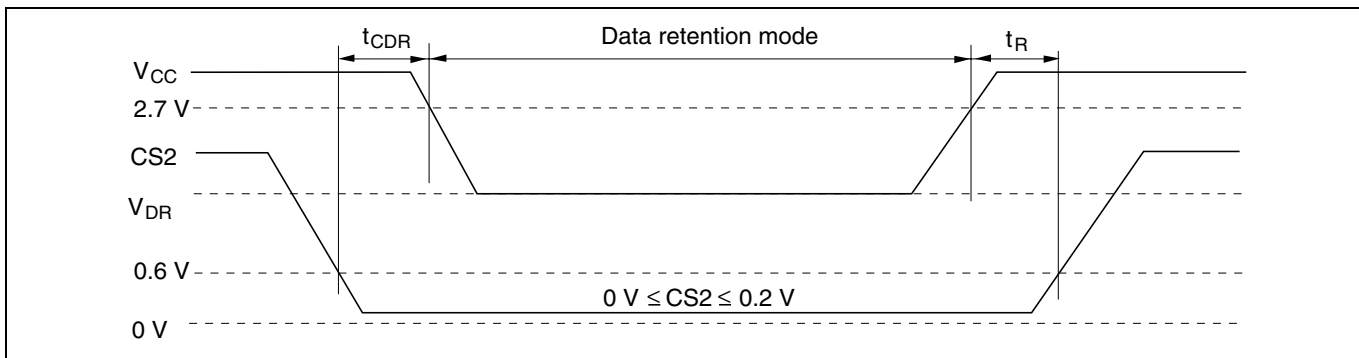 tCDR Data retention mode tR
VCC
2.7 V
CS2
VDR
0.6 V
0 V ≤ CS2 ≤ 0.2 V
0 V